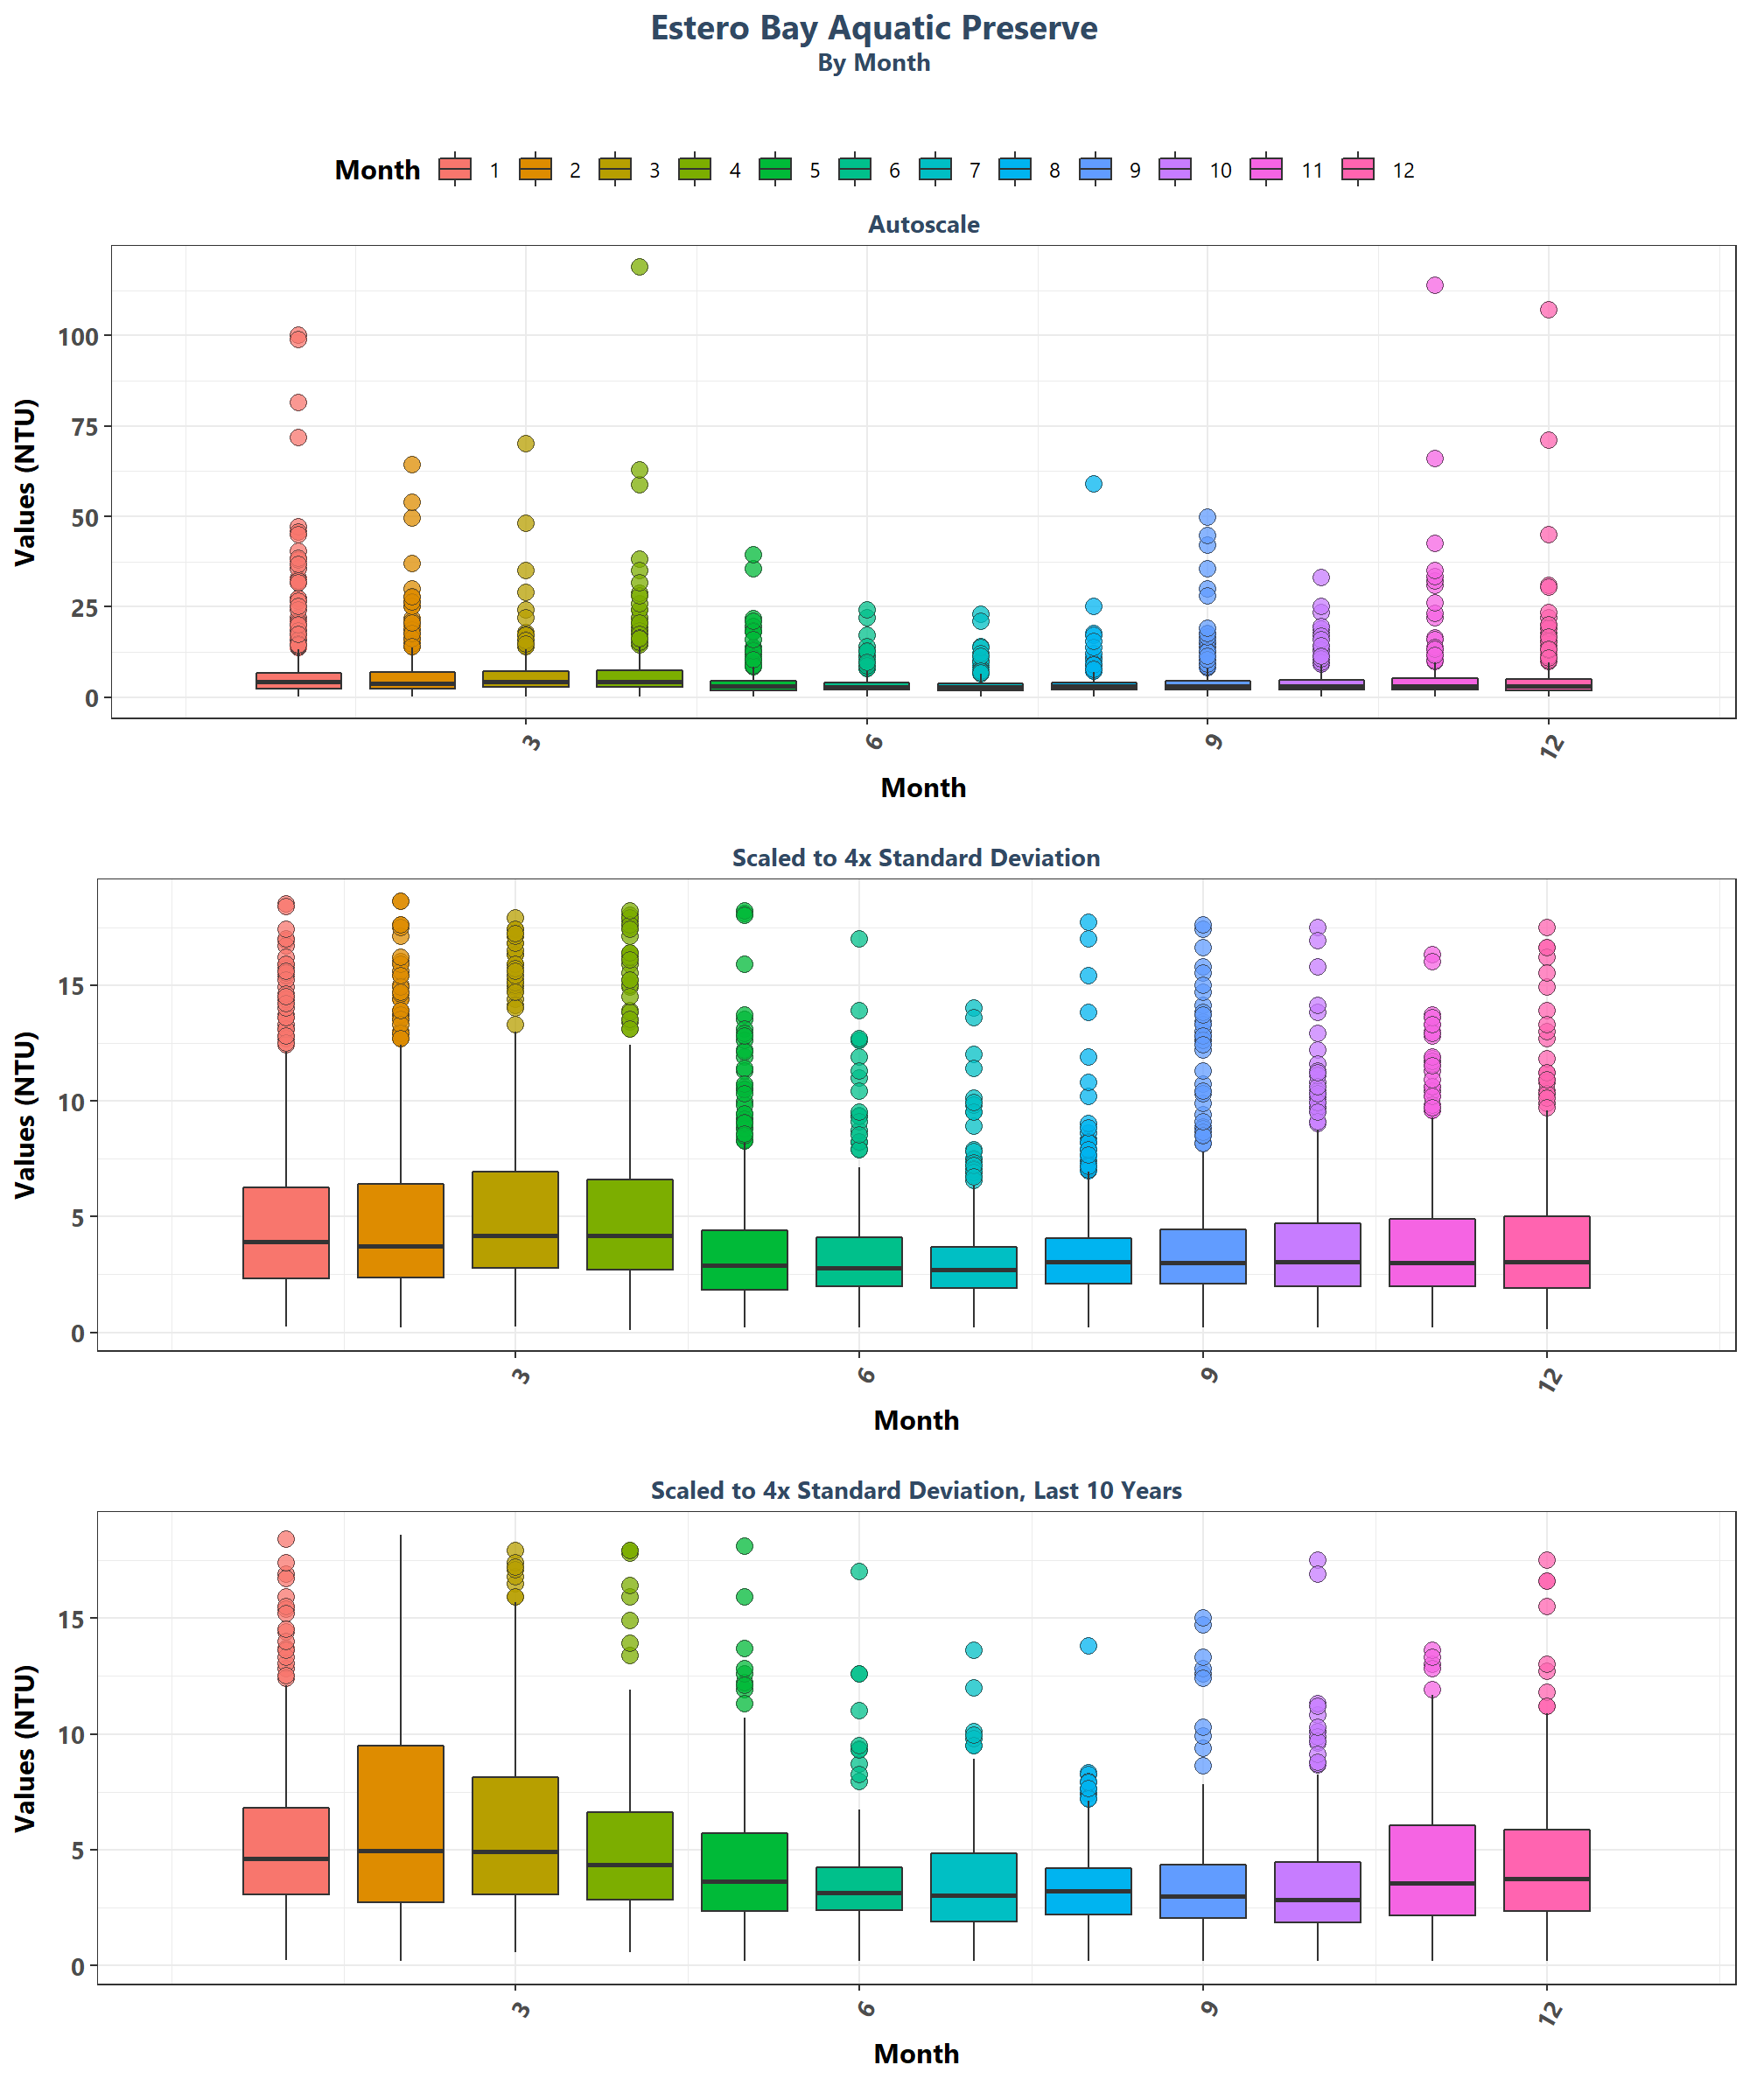 Estero Bay Aquatic Preserve
By Month
Month 1 2 3 4 5 6 7 8 9 10 11 12
Autoscale
Values (NTU)
100
75
50
25
0
3 6 9 12
Month
Scaled to 4x Standard Deviation
Values (NTU)
15
10
5
0
3 6 9 12
Month
Scaled to 4x Standard Deviation, Last 10 Years
Values (NTU)
15
10
5
0
3 6 9 12
Month